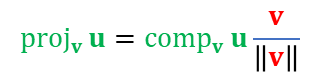 proj_v u = comp_v u v/‖v‖